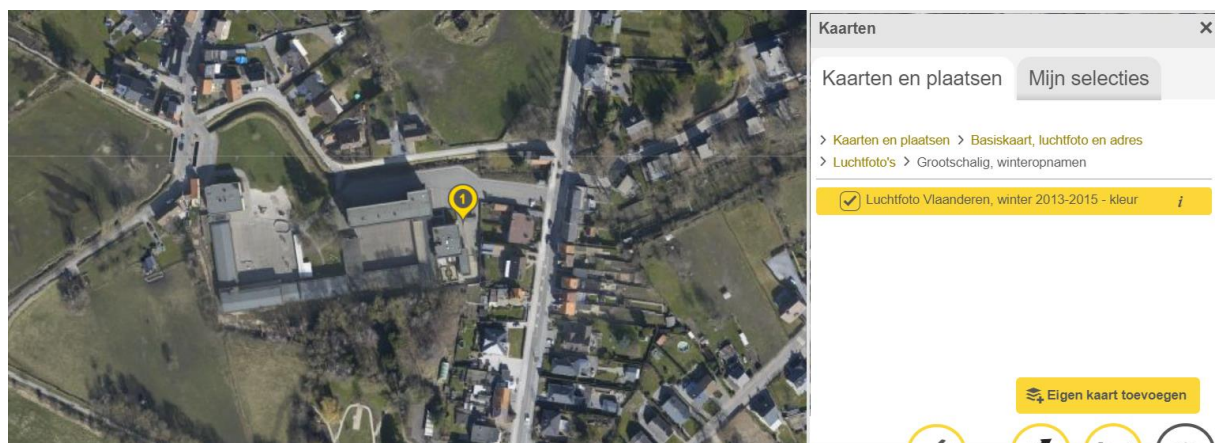 Kaarten
×
Kaarten en plaatsen
Mijn selecties
> Kaarten en plaatsen > Basiskaart, luchtfoto en adres
> Luchtfoto's > Grootschalig, winteropnamen
Luchtfoto Vlaanderen, winter 2013-2015 - kleur i
1
Eigen kaart toevoegen